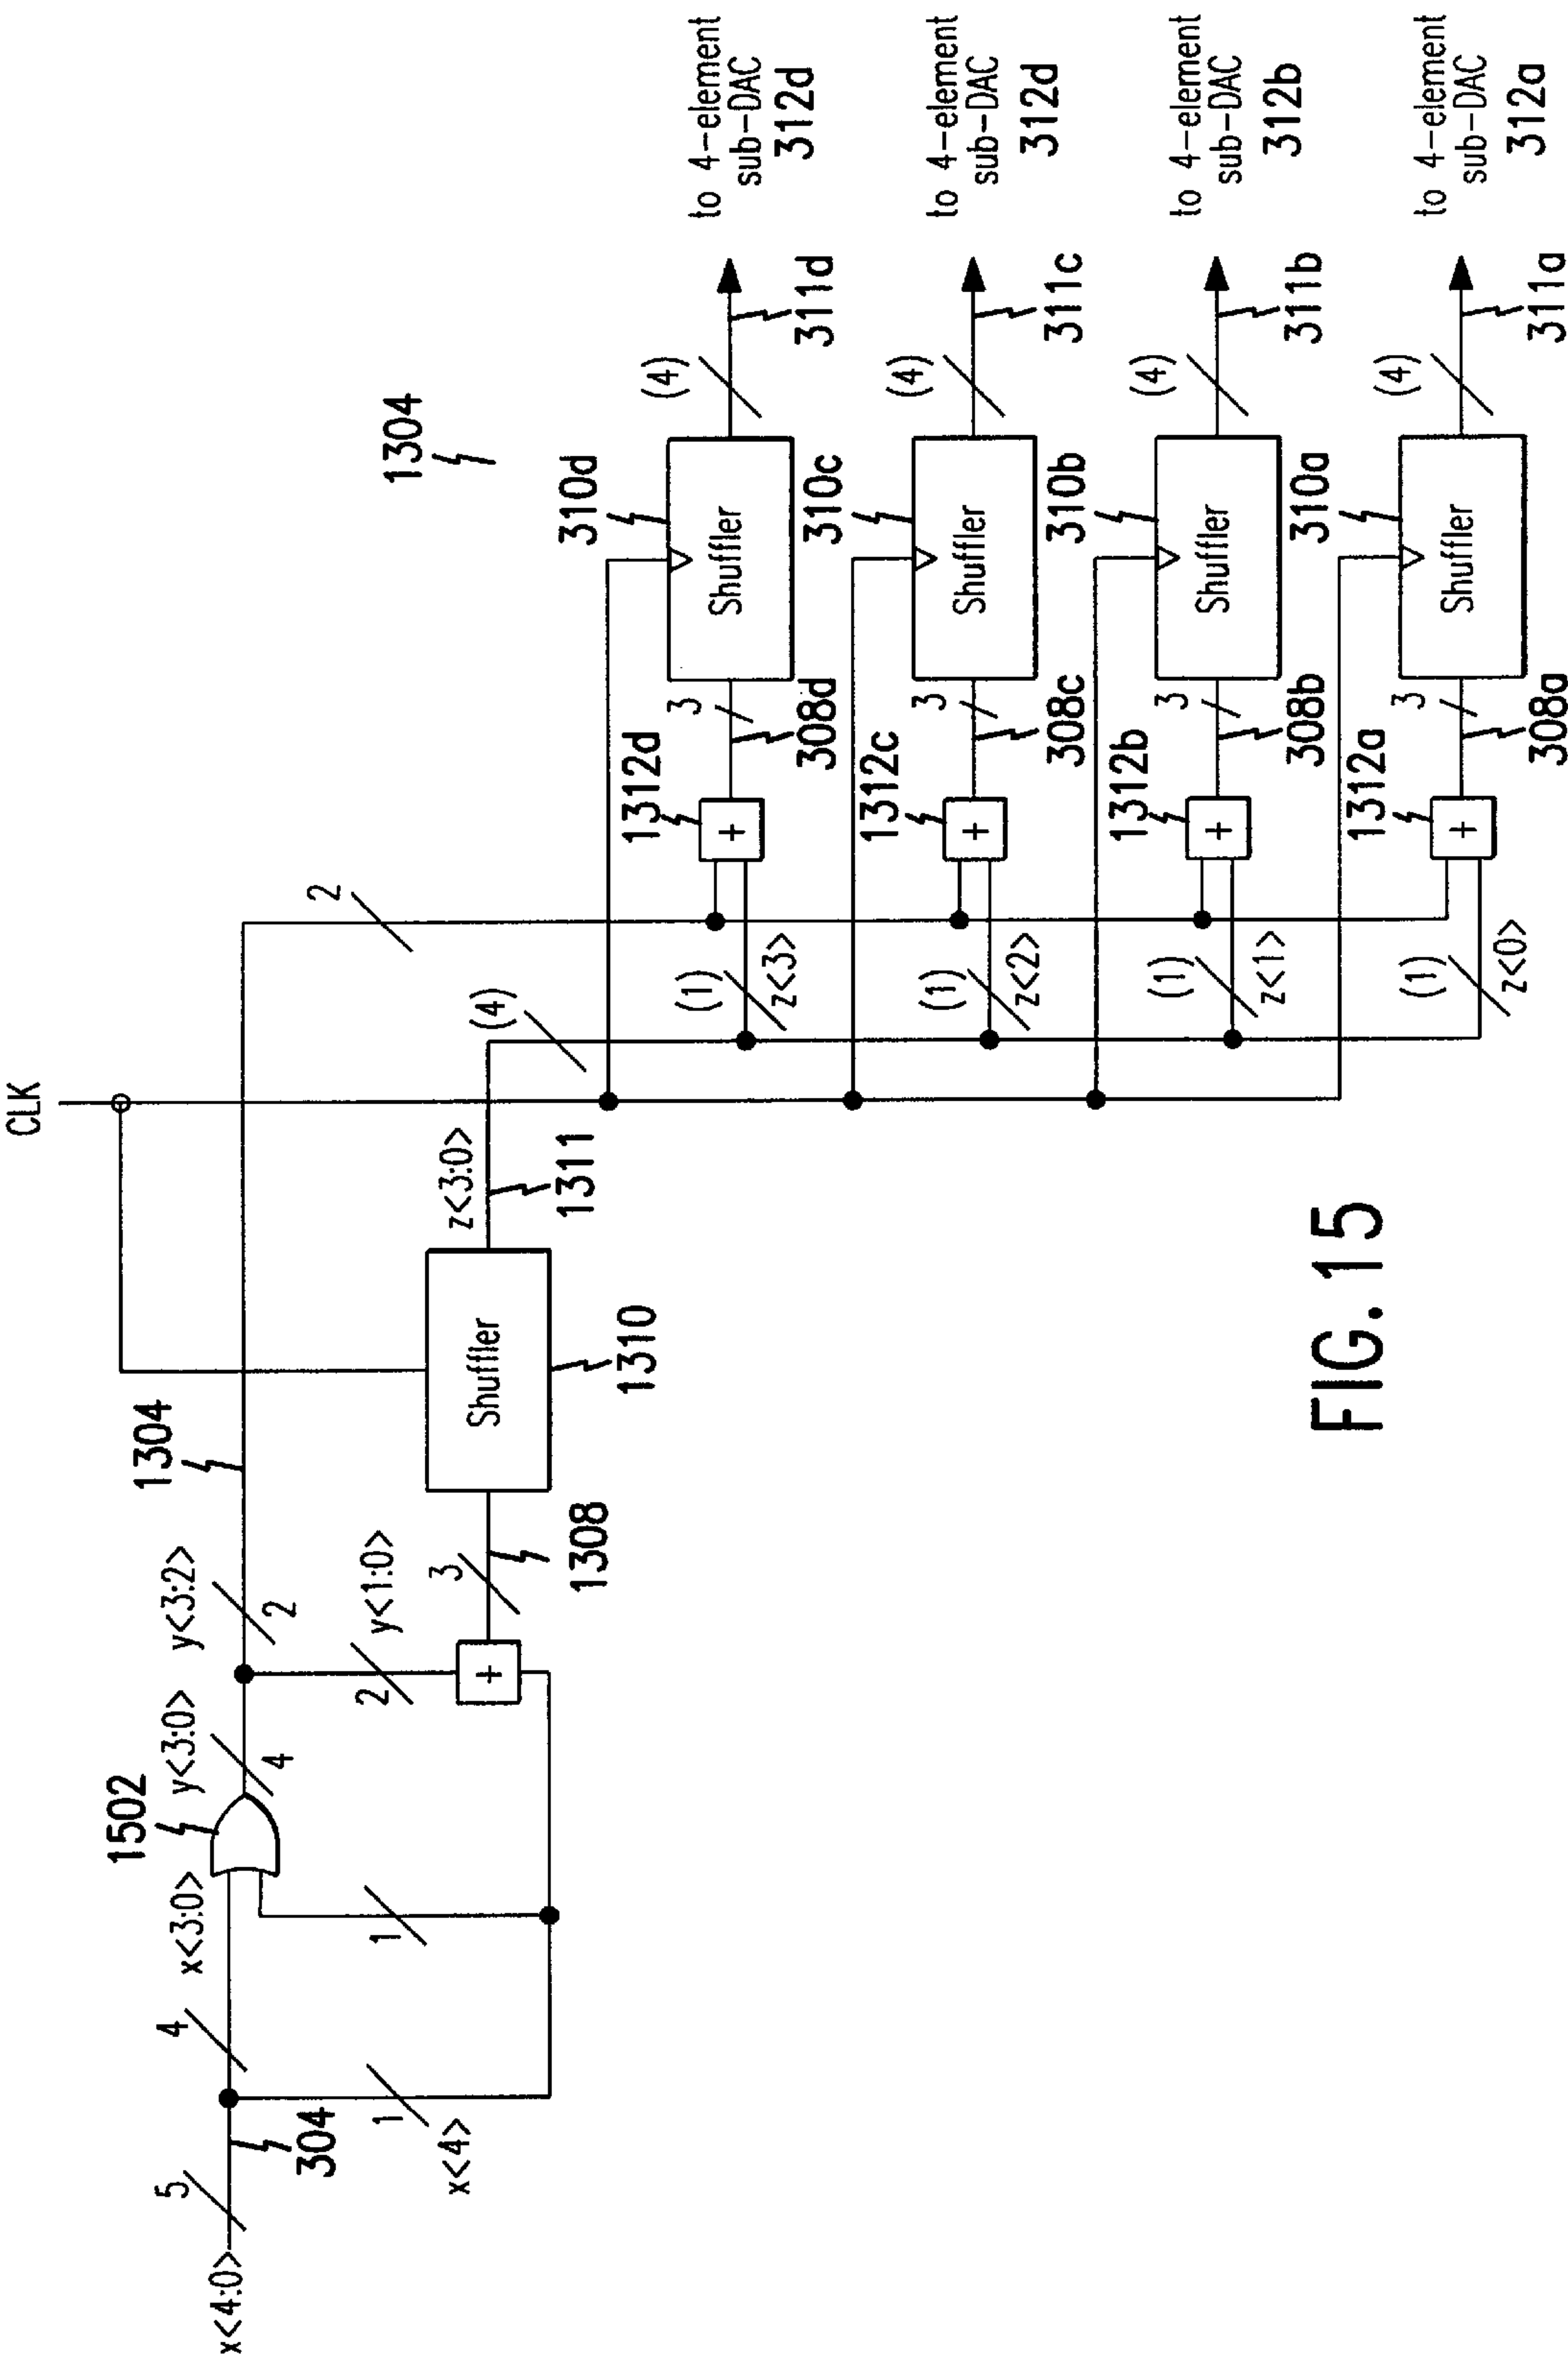 CLK
x<4:0>
5
304
4
x<3:0>
1
x<4>
1
1502
y<3:0>
4
y<3:2>
2
1304
2
y<1:0>
+
3
1308
Shuffler
1310
z<3:0>
1311
(4)
2
1304
(1)
z<3>
1312d
+
3
308d
310d
Shuffler
(4)
311d
to 4-element
sub-DAC
312d
(1)
z<2>
1312c
+
3
308c
310c
Shuffler
(4)
311c
to 4-element
sub-DAC
312d
(1)
z<1>
1312b
+
3
308b
310b
Shuffler
(4)
311b
to 4-element
sub-DAC
312b
(1)
z<0>
1312a
+
3
308a
310a
Shuffler
(4)
311a
to 4-element
sub-DAC
312a
FIG. 15